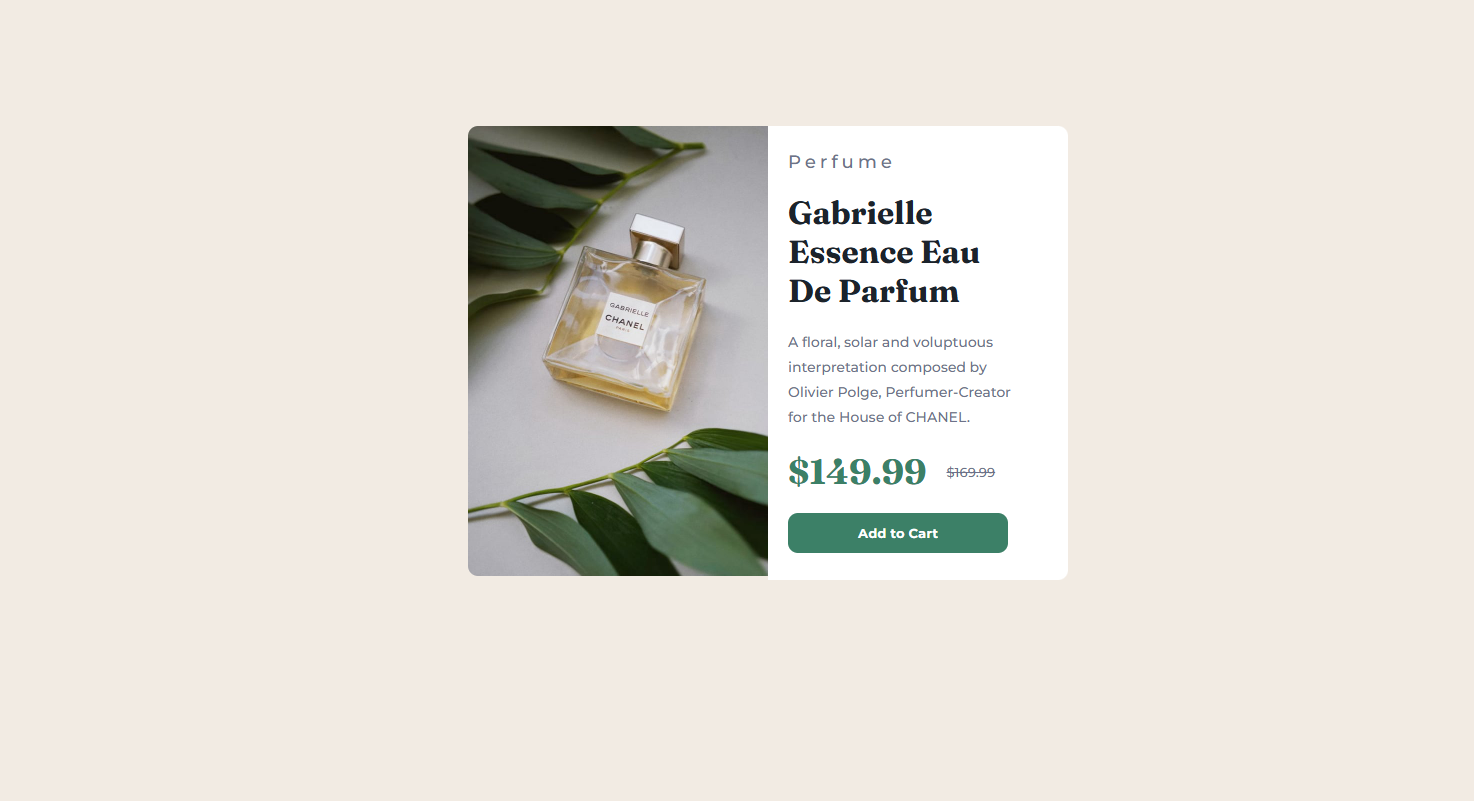 GABRIELLE
CHANEL
PARIS
Perfume
Gabrielle
Essence Eau
De Parfum
A floral, solar and voluptuous
interpretation composed by
Olivier Polge, Perfumer-Creator
for the House of CHANEL.
$149.99 $169.99
Add to Cart